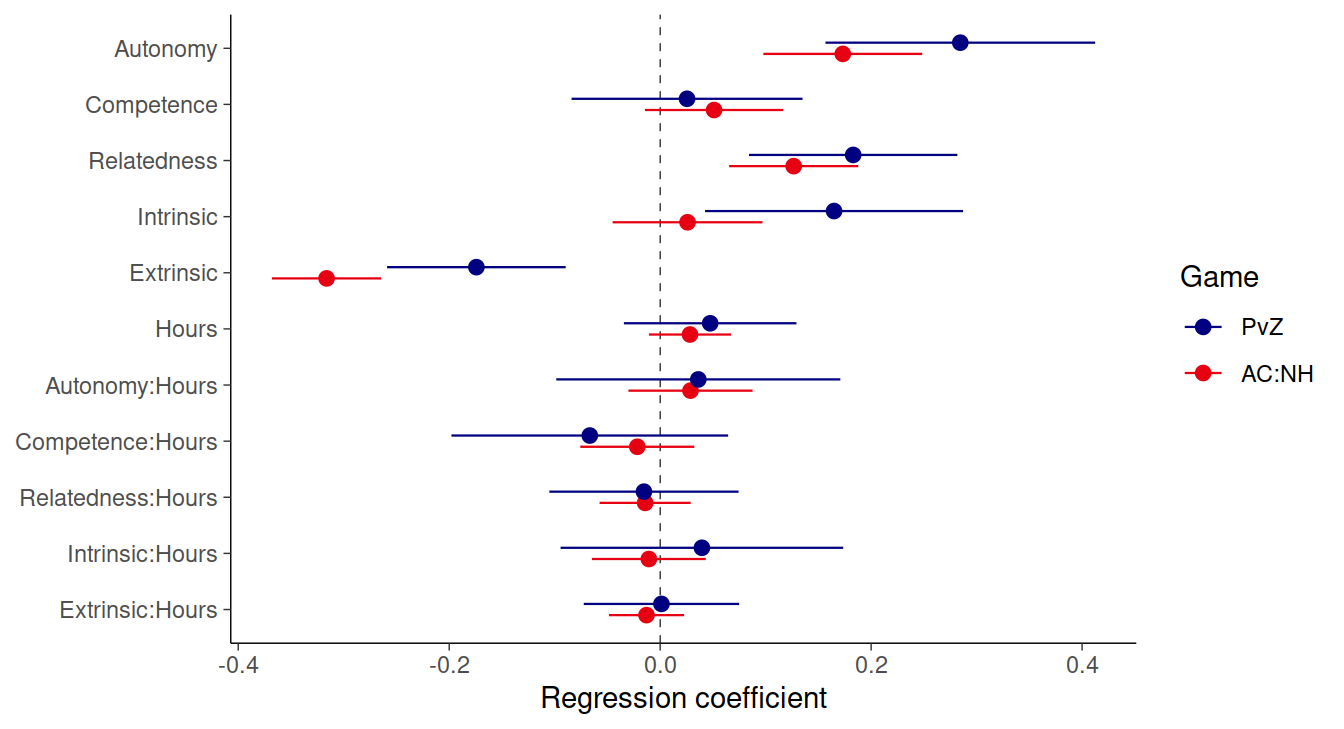 Autonomy
Competence
Relatedness
Intrinsic
Extrinsic
Hours
Autonomy:Hours
Competence:Hours
Relatedness:Hours
Intrinsic:Hours
Extrinsic:Hours
-0.4 -0.2 0.0 0.2 0.4
Regression coefficient
Game
PvZ
AC:NH